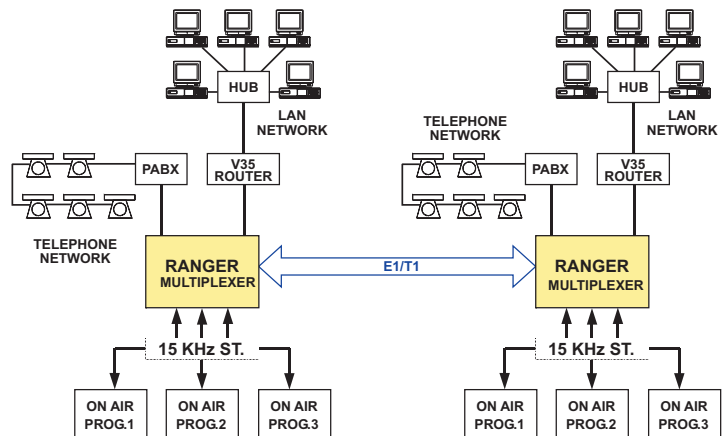 HUB
LAN
NETWORK
PABX
V35
ROUTER
TELEPHONE
NETWORK
RANGER
MULTIPLEXER
15 KHz ST.
ON AIR
PROG.1
ON AIR
PROG.2
ON AIR
PROG.3
E1/T1
HUB
LAN
NETWORK
TELEPHONE
NETWORK
PABX
V35
ROUTER
RANGER
MULTIPLEXER
15 KHz ST.
ON AIR
PROG.1
ON AIR
PROG.2
ON AIR
PROG.3